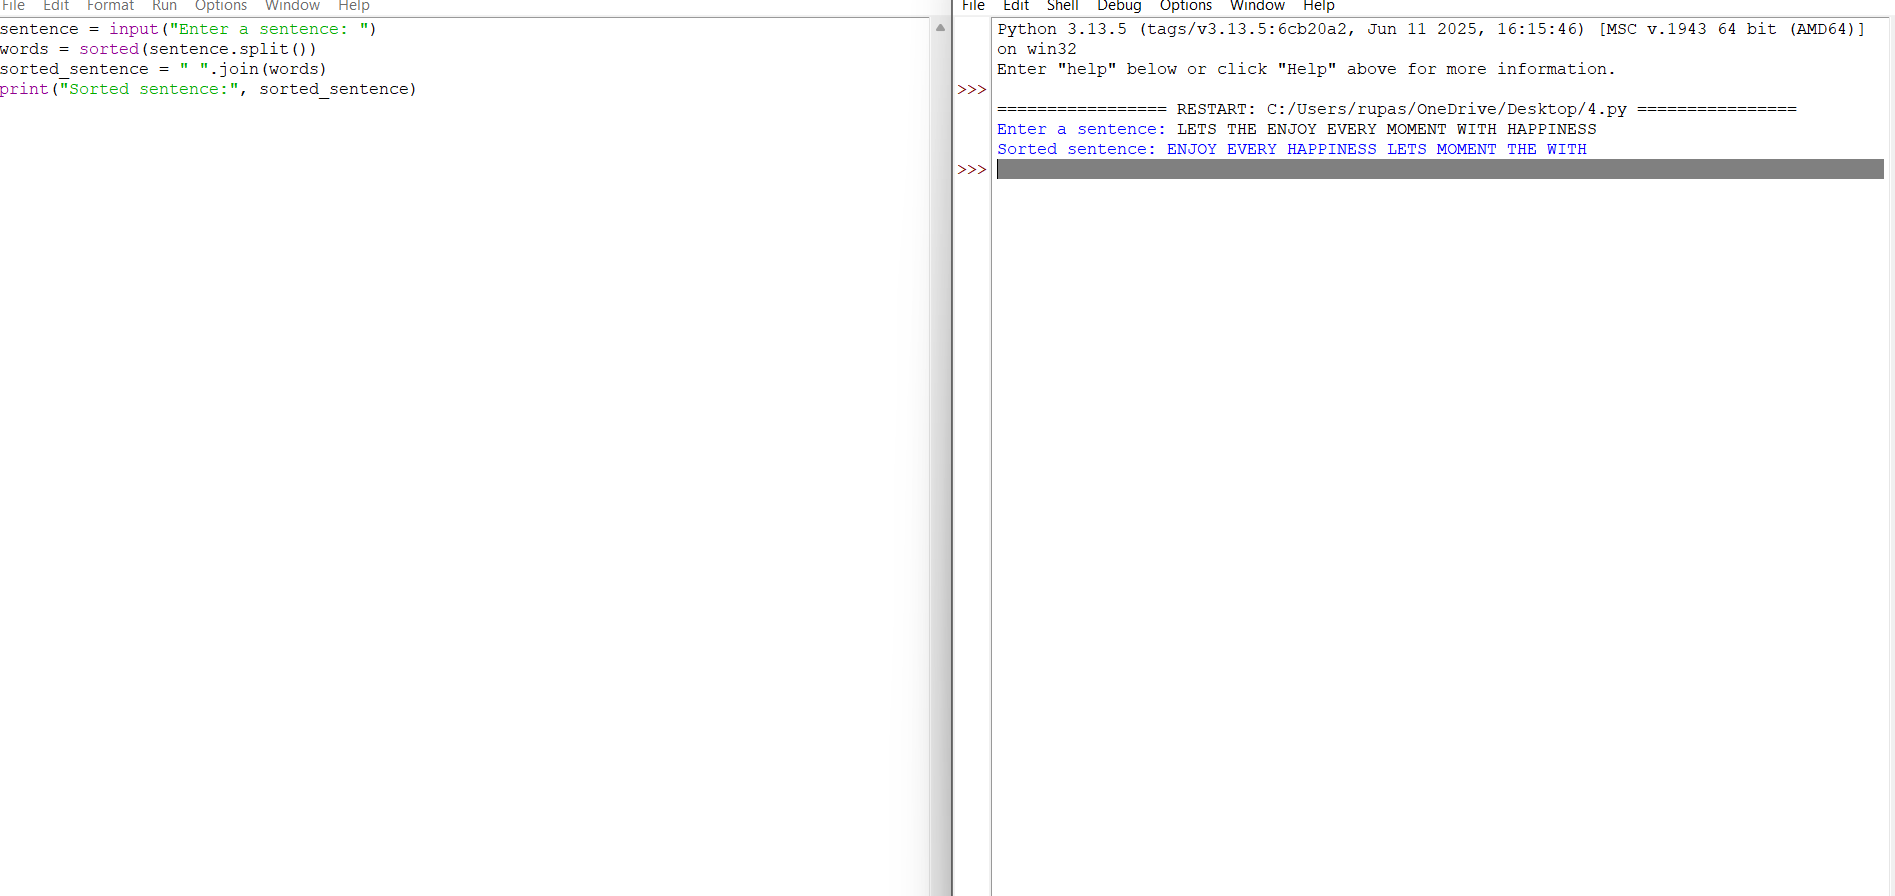 File Edit Format Run Options Window Help
sentence = input("Enter a sentence: ")
words = sorted(sentence.split())
sorted_sentence = " ".join(words)
print("Sorted sentence:", sorted_sentence)
File Edit Shell Debug Options Window Help
Python 3.13.5 (tags/v3.13.5:6cb20a2, Jun 11 2025, 16:15:46) [MSC v.1943 64 bit (AMD64)]
on win32
Enter "help" below or click "Help" above for more information.
>>>
================= RESTART: C:/Users/rupas/OneDrive/Desktop/4.py ================
Enter a sentence: LETS THE ENJOY EVERY MOMENT WITH HAPPINESS
Sorted sentence: ENJOY EVERY HAPPINESS LETS MOMENT THE WITH
>>>